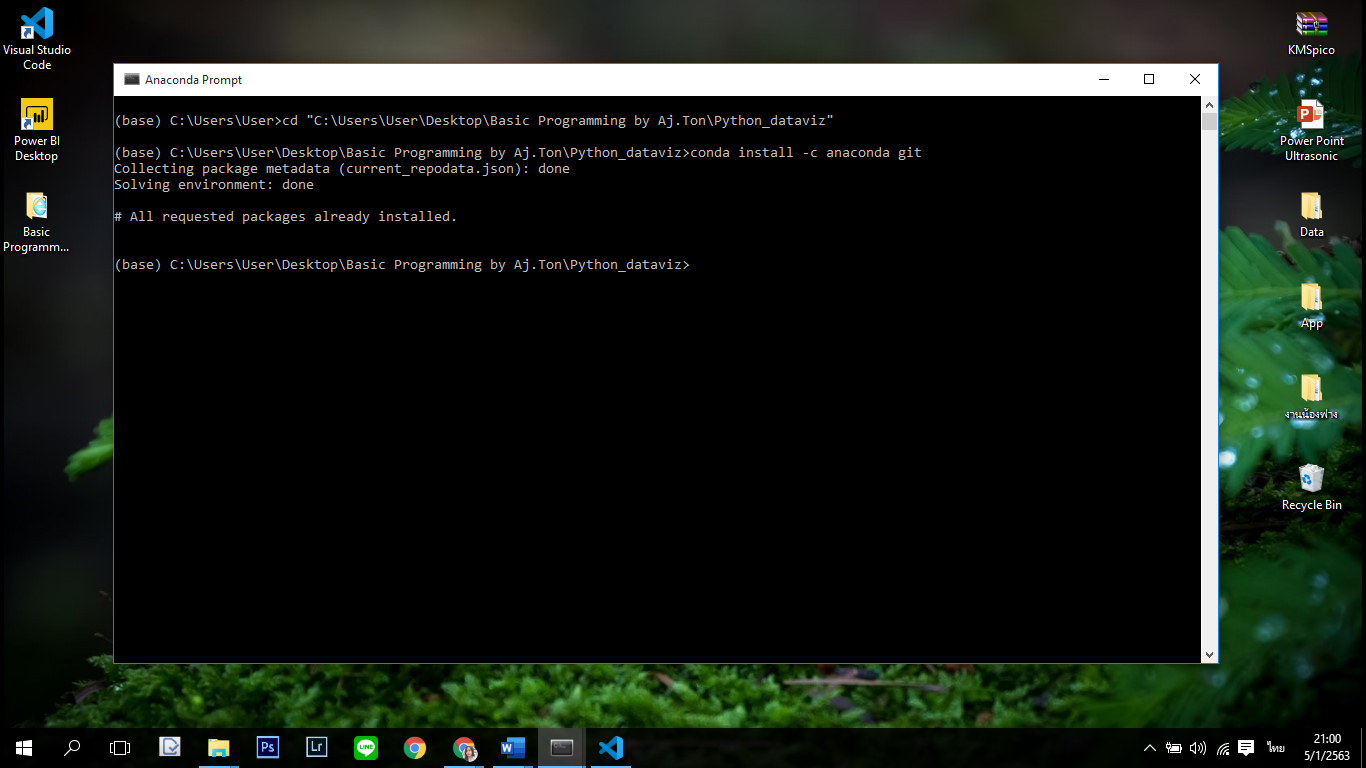 Visual Studio
Code
Power BI
Desktop
Basic
Programm...
Anaconda Prompt
(base) C:\Users\User>cd "C:\Users\User\Desktop\Basic Programming by Aj.Ton\Python_dataviz"
(base) C:\Users\User\Desktop\Basic Programming by Aj.Ton\Python_dataviz>conda install -c anaconda git
Collecting package metadata (current_repodata.json): done
Solving environment: done
# All requested packages already installed.
(base) C:\Users\User\Desktop\Basic Programming by Aj.Ton\Python_dataviz>
KMSpico
Power Point
Ultrasonic
Data
App
งานน้องฟาง
Recycle Bin
Ps
Lr
LINE
ไทย
21:00
5/1/2563